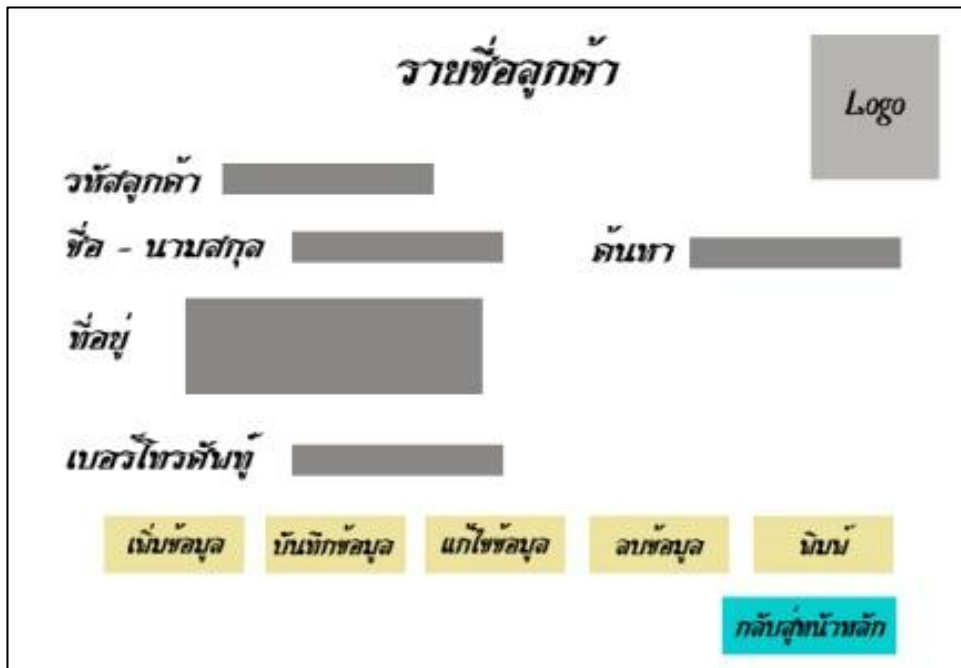 รายชื่อลูกค้า
Logo
รหัสลูกค้า
ชื่อ - นามสกุล
ค้นหา
ที่อยู่
เบอร์โทรศัพท์
เพิ่มข้อมูล บันทึกข้อมูล แก้ไขข้อมูล ลบข้อมูล พิมพ์
กลับสู่หน้าหลัก